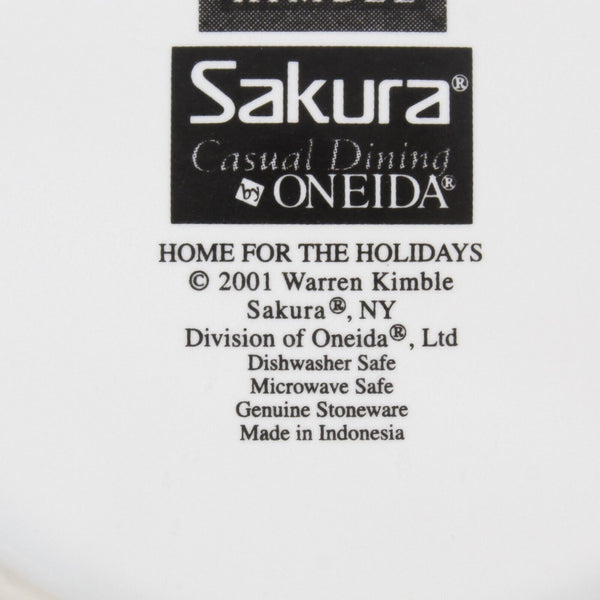 KIMBLE
Sakura®
Casual Dining
by ONEIDA®
HOME FOR THE HOLIDAYS
© 2001 Warren Kimble
Sakura®, NY
Division of Oneida®, Ltd
Dishwasher Safe
Microwave Safe
Genuine Stoneware
Made in Indonesia